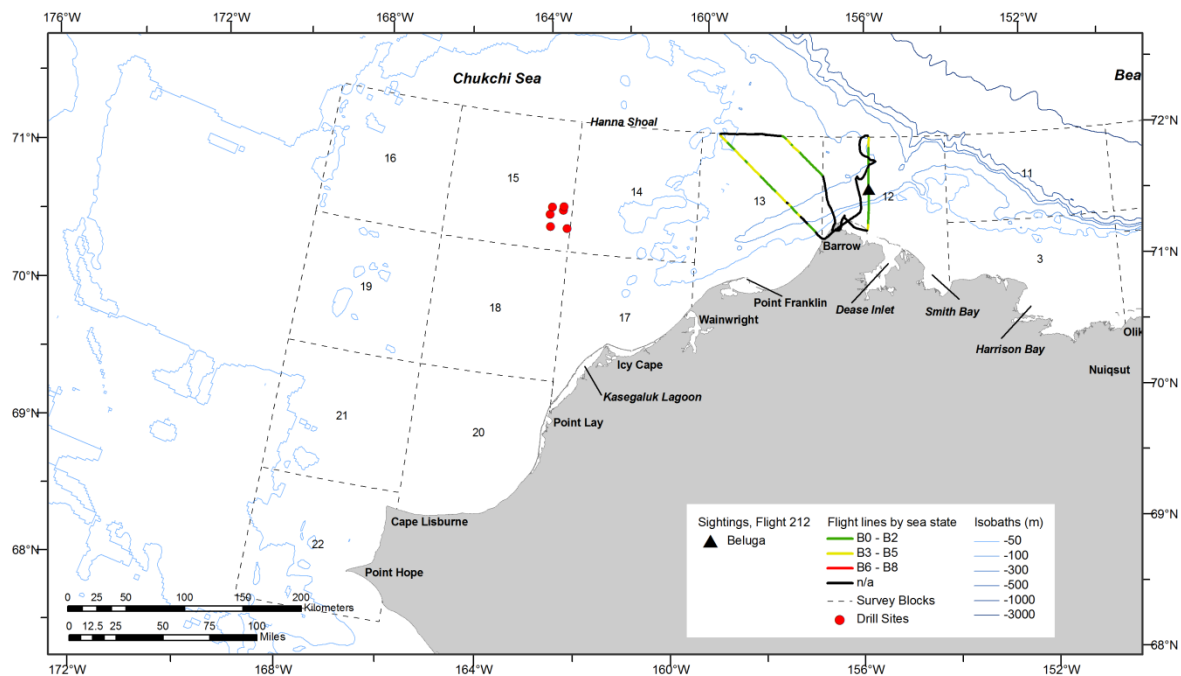 176°W 172°W 168°W 164°W 160°W 156°W 152°W
Chukchi Sea
Bea
72°N
71°N
Hanna Shoal
16
15
14
13
12
11
71°N
Barrow
3
70°N
19
18
17
Point Franklin
Dease Inlet
Smith Bay
Wainwright
Harrison Bay
Olik
Icy Cape
Nuiqsut
70°N
Kasegaluk Lagoon
69°N
21
20
Point Lay
Cape Lisburne
69°N
68°N
22
Point Hope
Sightings, Flight 212
Beluga
Flight lines by sea state
B0 - B2
B3 - B5
B6 - B8
n/a
Survey Blocks
Drill Sites
Isobaths (m)
-50
-100
-300
-500
-1000
-3000
0 25 50 100 150 200
Kilometers
0 12.5 25 50 75 100
Miles
68°N
172°W 168°W 164°W 160°W 156°W 152°W